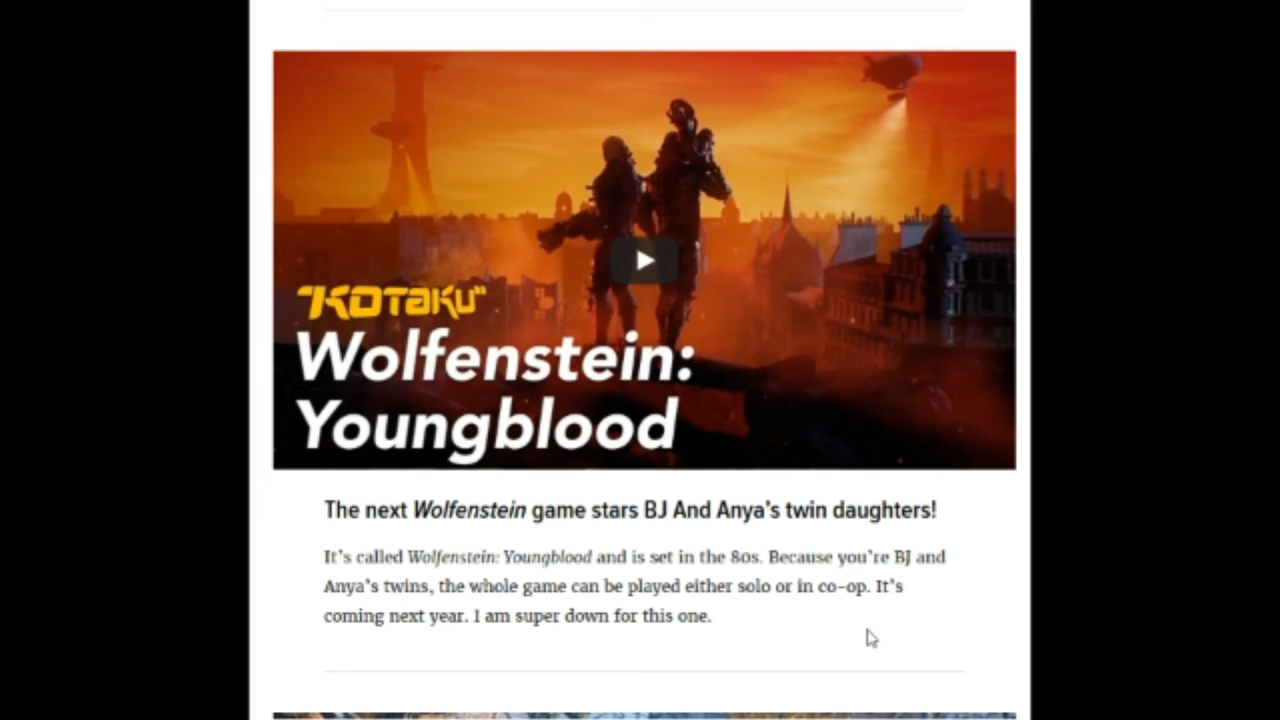 KOTaKU
Wolfenstein:
Youngblood
The next Wolfenstein game stars BJ And Anya's twin daughters!
It's called Wolfenstein: Youngblood and is set in the 80s. Because you're BJ and
Anya's twins, the whole game can be played either solo or in co-op. It's
coming next year. I am super down for this one.